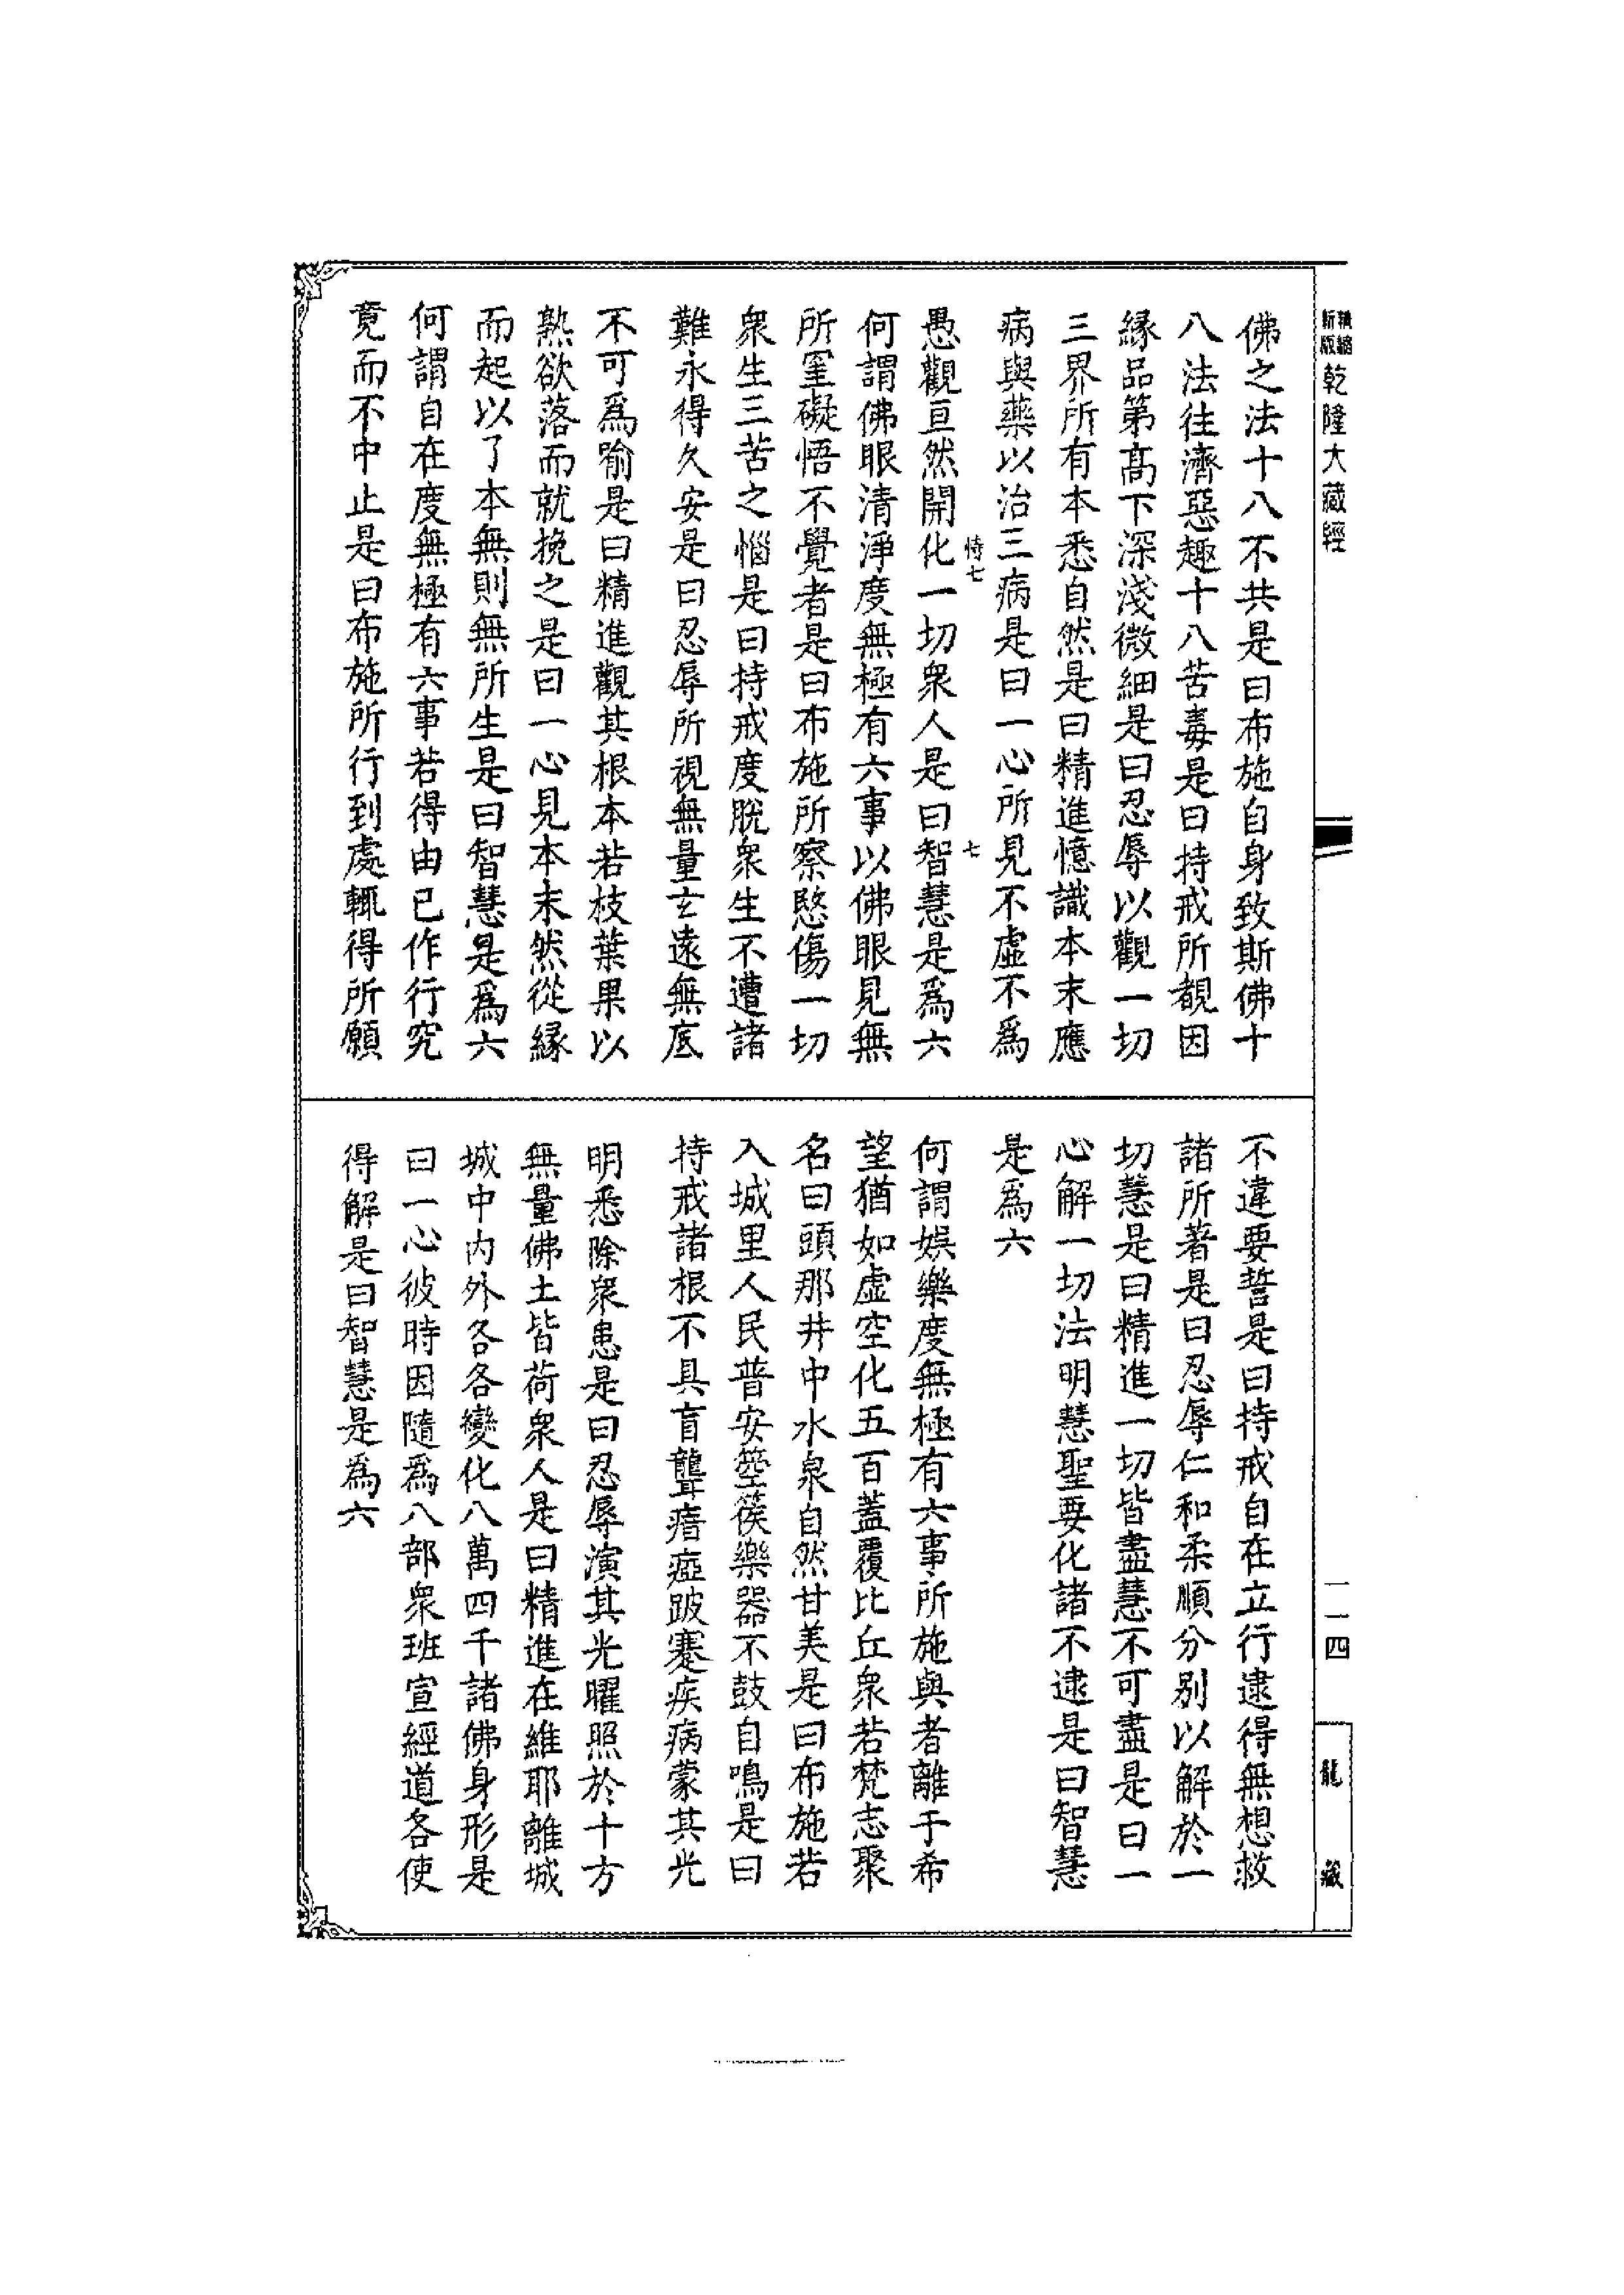 精縮新版乾隆大藏經
佛之法十八不共是曰布施自身致斯佛十
八法往濟惡趣十八苦毒是曰持戒所覩因
緣品第高下深淺微細是曰忍辱以觀一切
三界所有本悉自然是曰精進憶識本末應
病與藥以治三病是曰一心所見不虛不為
恃七
七
愚觀亘然開化一切衆人是曰智慧是為六
何謂佛眼清淨度無極有六事以佛眼見無
所罣礙悟不覺者是曰布施所察愍傷一切
衆生三苦之惱是曰持戒度脫衆生不遭諸
難永得久安是曰忍辱所視無量玄遠無底
不可為喻是曰精進觀其根本若枝葉果以
熟欲落而就挽之是曰一心見本末然從緣
而起以了本無則無所生是曰智慧是為六
何謂自在度無極有六事若得由已作行究
竟而不中止是曰布施所行到處輒得所願
不違要誓是曰持戒自在立行逮得無想救
諸所著是曰忍辱仁和柔順分別以解於一
切慧是曰精進一切皆盡慧不可盡是曰一
心解一切法明慧聖要化諸不逮是曰智慧
是為六
何謂娛樂度無極有六事所施與者離于希
望猶如虛空化五百蓋覆比丘衆若梵志聚
名曰頭那井中水泉自然甘美是曰布施若
入城里人民普安箜篌樂器不鼓自鳴是曰
持戒諸根不具盲聾瘖瘂跛蹇疾病蒙其光
明悉除衆患是曰忍辱演其光曜照於十方
無量佛土皆荷衆人是曰精進在維耶離城
城中內外各各變化八萬四千諸佛身形是
曰一心彼時因隨為八部衆班宣經道各使
得解是曰智慧是為六
一一四
龍藏